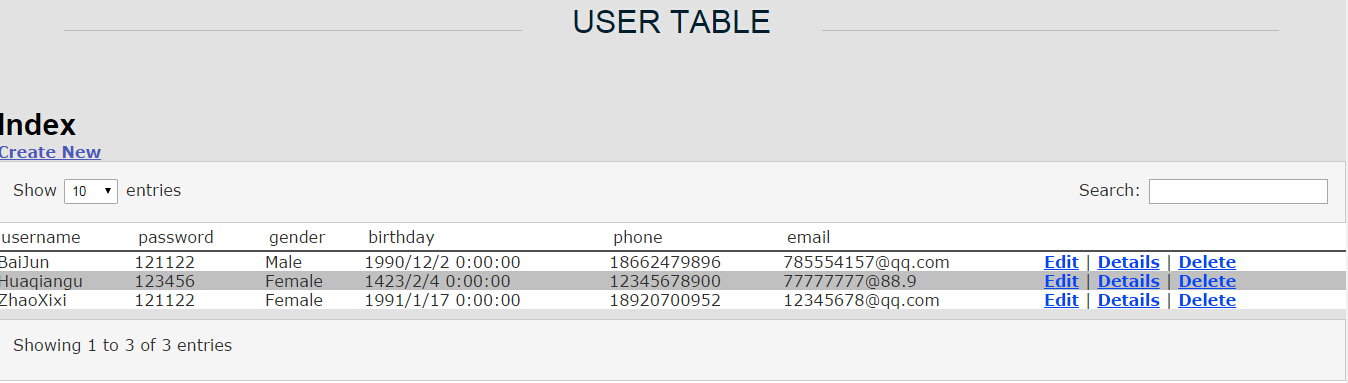 USER TABLE
Index
Create New
Show 10 entries Search:
username password gender birthday phone email
BaiJun 121122 Male 1990/12/2 0:00:00 18662479896 785554157@qq.com Edit | Details | Delete
Huaqiangu 123456 Female 1423/2/4 0:00:00 12345678900 77777777@88.9 Edit | Details | Delete
ZhaoXixi 121122 Female 1991/1/17 0:00:00 18920700952 12345678@qq.com Edit | Details | Delete
Showing 1 to 3 of 3 entries